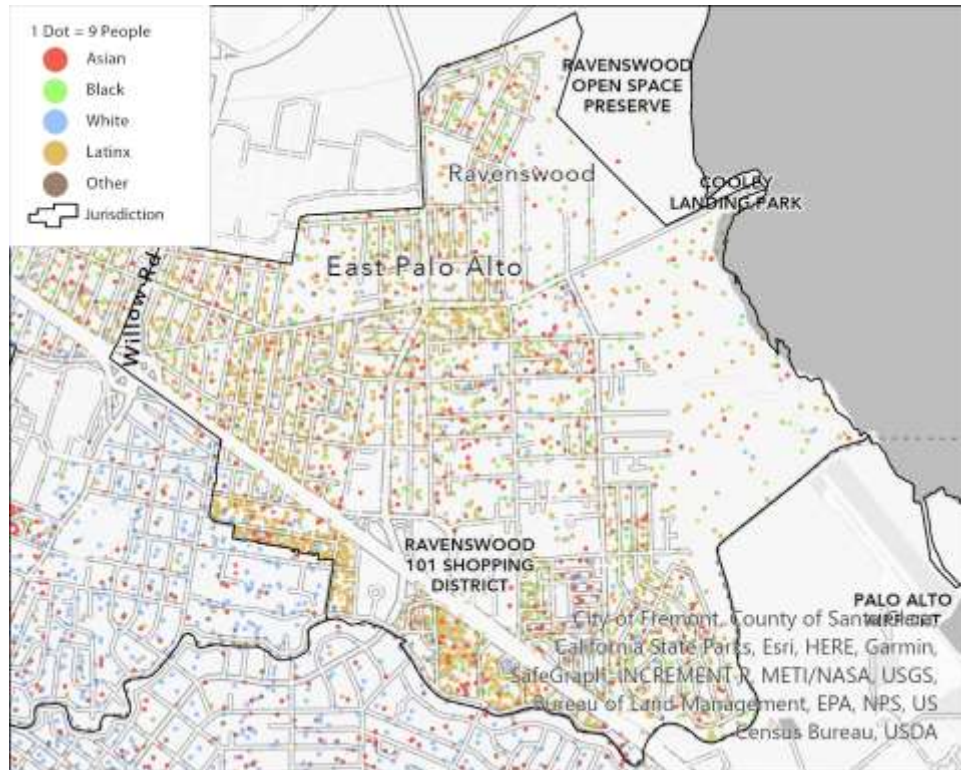 1 Dot = 9 People
Asian
Black
White
Latinx
Other
Jurisdiction
RAVENSWOOD
OPEN SPACE
PRESERVE
Ravenswood
COOLEY
LANDING PARK
East Palo Alto
Willow Rd
RAVENSWOOD
101 SHOPPING
DISTRICT
PALO ALTO
City of Fremont, County of Santa
California State Parks, Esri, HERE, Garmin,
SafeGraph, INCREMENT P, METI/NASA, USGS,
Bureau of Land Management, EPA, NPS, US
Census Bureau, USDA